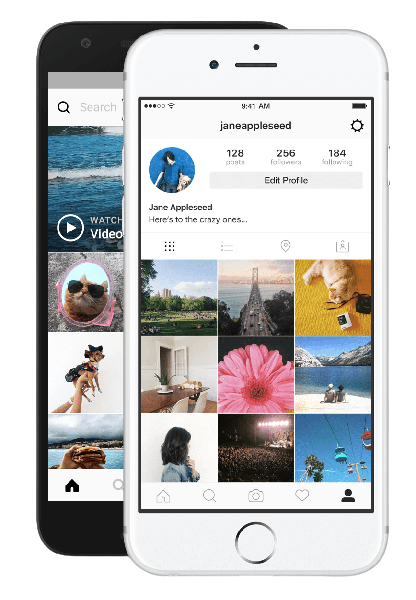 Search
WATCH
Video
9:41 AM
janeappleseed
128 256 184
posts followers following
Edit Profile
Jane Appleseed
Here's to the crazy ones...